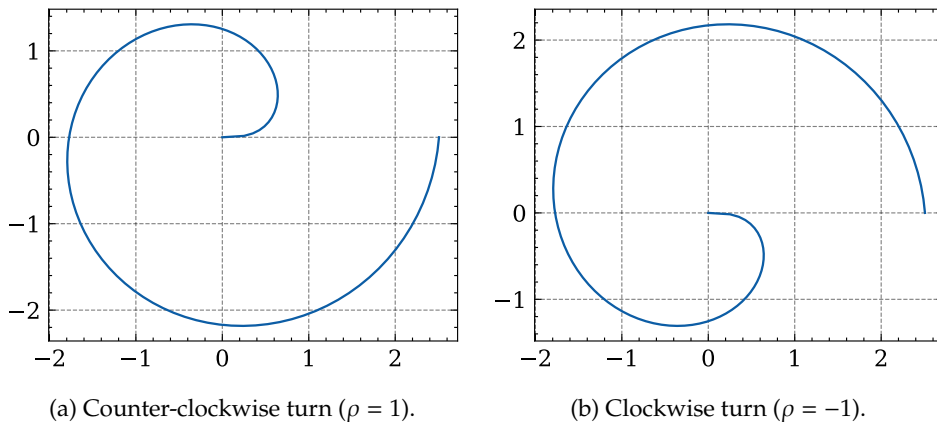 1
0
−1
−2
−2 −1 0 1 2
(a) Counter-clockwise turn (ρ = 1).
2
1
0
−1
−2 −1 0 1 2
(b) Clockwise turn (ρ = −1).